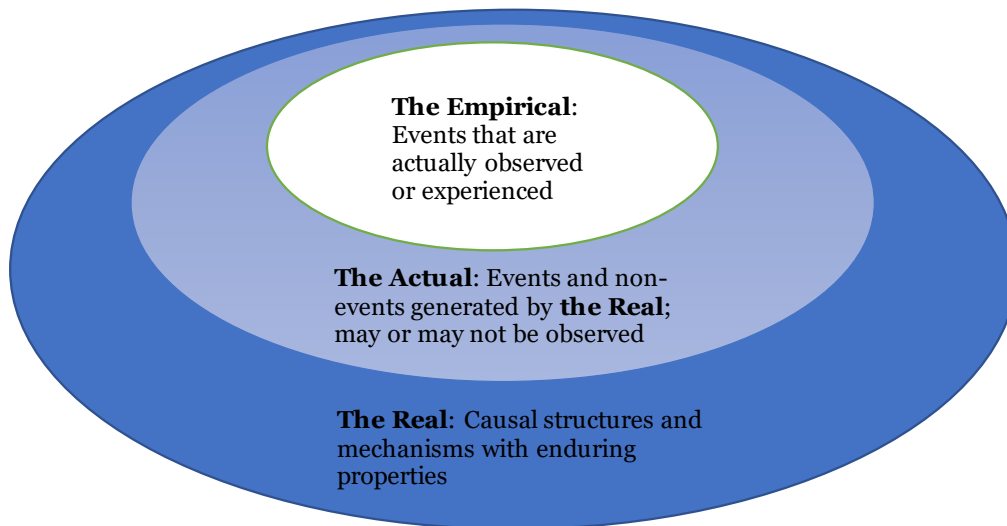 The Empirical:
Events that are
actually observed
or experienced
The Actual: Events and non-
events generated by the Real;
may or may not be observed
The Real: Causal structures and
mechanisms with enduring
properties